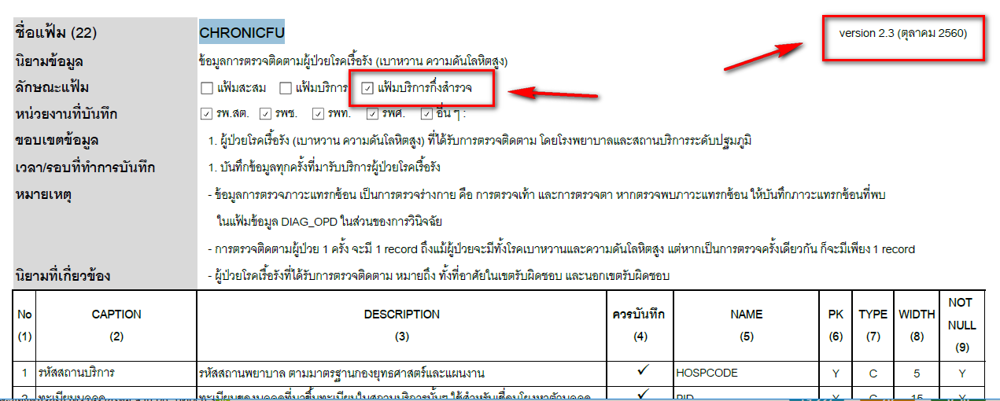 ชื่อแฟ้ม (22) CHRONICFU version 2.3 (ตุลาคม 2560)
นิยามข้อมูล ข้อมูลการตรวจติดตามผู้ป่วยโรคเรื้อรัง (เบาหวาน ความดันโลหิตสูง)
ลักษณะแฟ้ม แฟ้มสะสม แฟ้มบริการ แฟ้มบริการกึ่งสำรวจ
หน่วยงานที่บันทึก รพ.สต. รพช. รพท. รพศ. อื่น ๆ :
ขอบเขตข้อมูล 1. ผู้ป่วยโรคเรื้อรัง (เบาหวาน ความดันโลหิตสูง) ที่ได้รับการตรวจติดตาม โดยโรงพยาบาลและสถานบริการระดับปฐมภูมิ
เวลา/รอบที่ทำการบันทึก 1. บันทึกข้อมูลทุกครั้งที่มารับบริการผู้ป่วยโรคเรื้อรัง
หมายเหตุ - ข้อมูลการตรวจภาวะแทรกซ้อน เป็นการตรวจร่างกาย คือ การตรวจเท้า และการตรวจตา หากตรวจพบภาวะแทรกซ้อน ให้บันทึกภาวะแทรกซ้อนที่พบ
ในแฟ้มข้อมูล DIAG_OPD ในส่วนของการวินิจฉัย
- การตรวจติดตามผู้ป่วย 1 ครั้ง จะมี 1 record ถึงแม้ผู้ป่วยจะมีทั้งโรคเบาหวานและความดันโลหิตสูง แต่หากเป็นการตรวจครั้งเดียวกัน ก็จะมีเพียง 1 record
นิยามที่เกี่ยวข้อง - ผู้ป่วยโรคเรื้อรังที่ได้รับการตรวจติดตาม หมายถึง ทั้งที่อาศัยในเขตรับผิดชอบ และนอกเขตรับผิดชอบ
No CAPTION DESCRIPTION ควรบันทึก NAME PK TYPE WIDTH NOT NULL
(1) (2) (3) (4) (5) (6) (7) (8) (9)
1 รหัสสถานบริการ รหัสสถานพยาบาล ตามมาตรฐานกองยุทธศาสตร์และแผนงาน ✓ HOSPCODE Y C 5 Y
2 ทะเบียนบุคคล ทะเบียนของบุคคลที่มาขึ้นทะเบียนในสถานบริการนั้นๆ ใช้สำหรับเชื่อมโยงหาตัวบุคคล ✓ PID Y C 15 Y